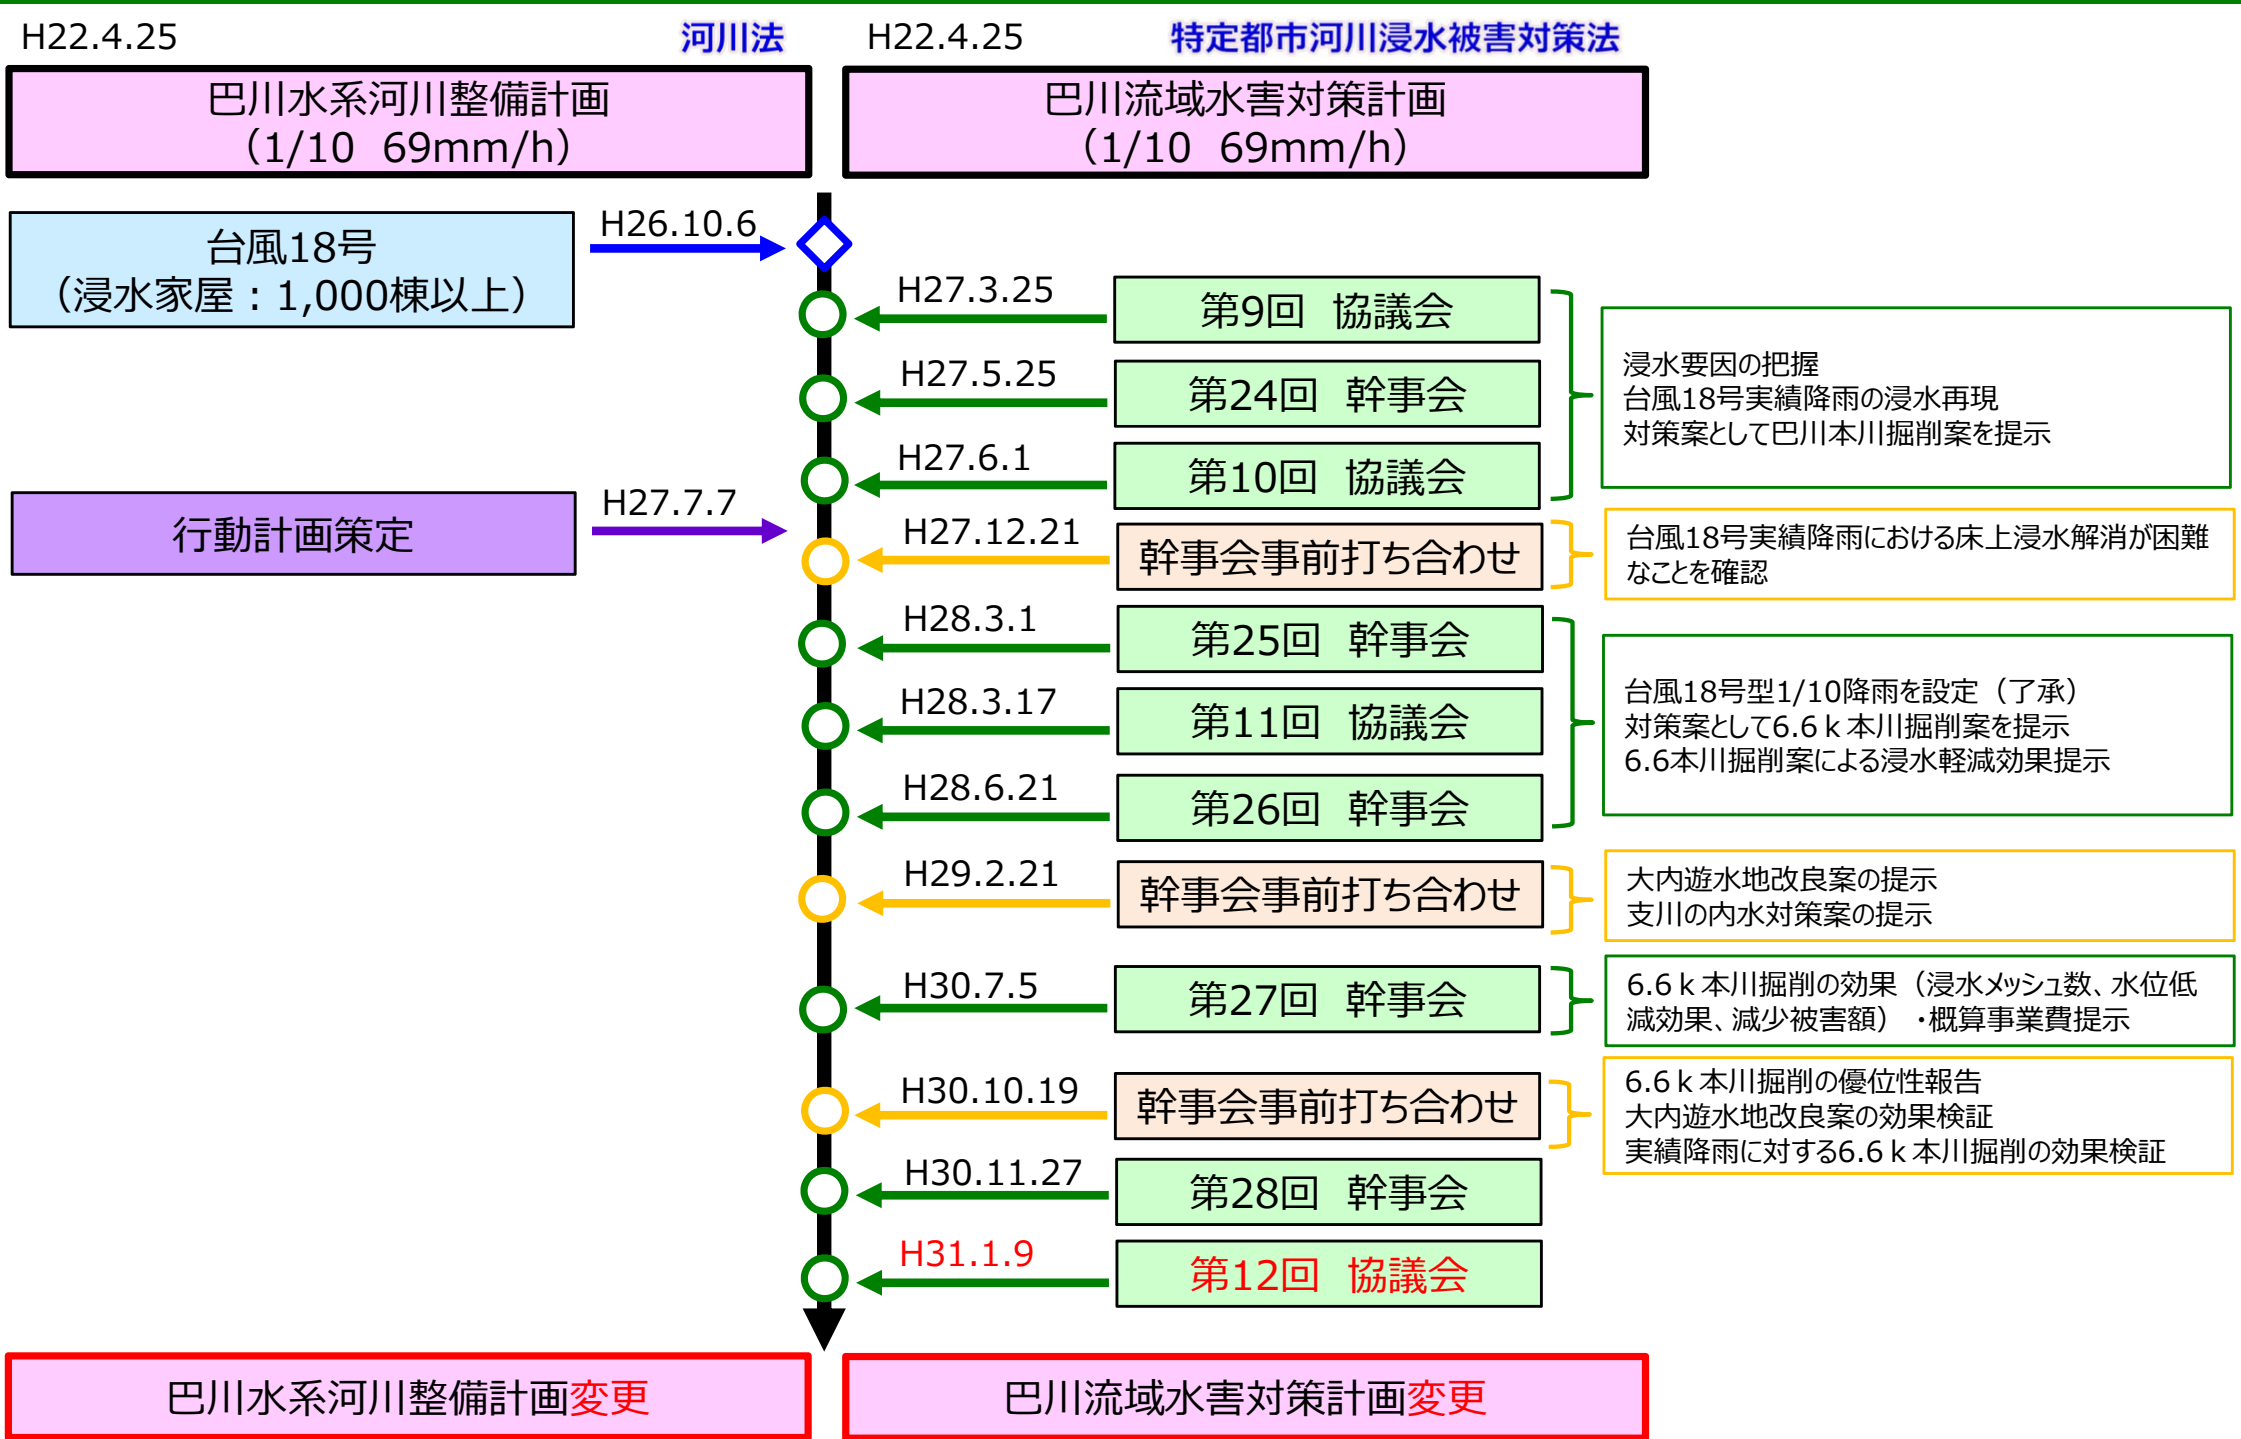 H22.4.25
河川法
H22.4.25
特定都市河川浸水被害対策法
巴川水系河川整備計画
（1/10 69mm/h）
巴川流域水害対策計画
（1/10 69mm/h）
台風18号
（浸水家屋：1,000棟以上）
H26.10.6
H27.3.25
第9回 協議会
H27.5.25
第24回 幹事会
H27.6.1
第10回 協議会
浸水要因の把握
台風18号実績降雨の浸水再現
対策案として巴川本川掘削案を提示
行動計画策定
H27.7.7
H27.12.21
幹事会事前打ち合わせ
台風18号実績降雨における床上浸水解消が困難
なことを確認
H28.3.1
第25回 幹事会
H28.3.17
第11回 協議会
H28.6.21
第26回 幹事会
台風18号型1/10降雨を設定（了承）
対策案として6.6ｋ本川掘削案を提示
6.6本川掘削案による浸水軽減効果提示
H29.2.21
幹事会事前打ち合わせ
大内遊水地改良案の提示
支川の内水対策案の提示
H30.7.5
第27回 幹事会
6.6ｋ本川掘削の効果（浸水メッシュ数、水位低
減効果、減少被害額）・概算事業費提示
H30.10.19
幹事会事前打ち合わせ
6.6ｋ本川掘削の優位性報告
大内遊水地改良案の効果検証
実績降雨に対する6.6ｋ本川掘削の効果検証
H30.11.27
第28回 幹事会
H31.1.9
第12回 協議会
巴川水系河川整備計画変更
巴川流域水害対策計画変更